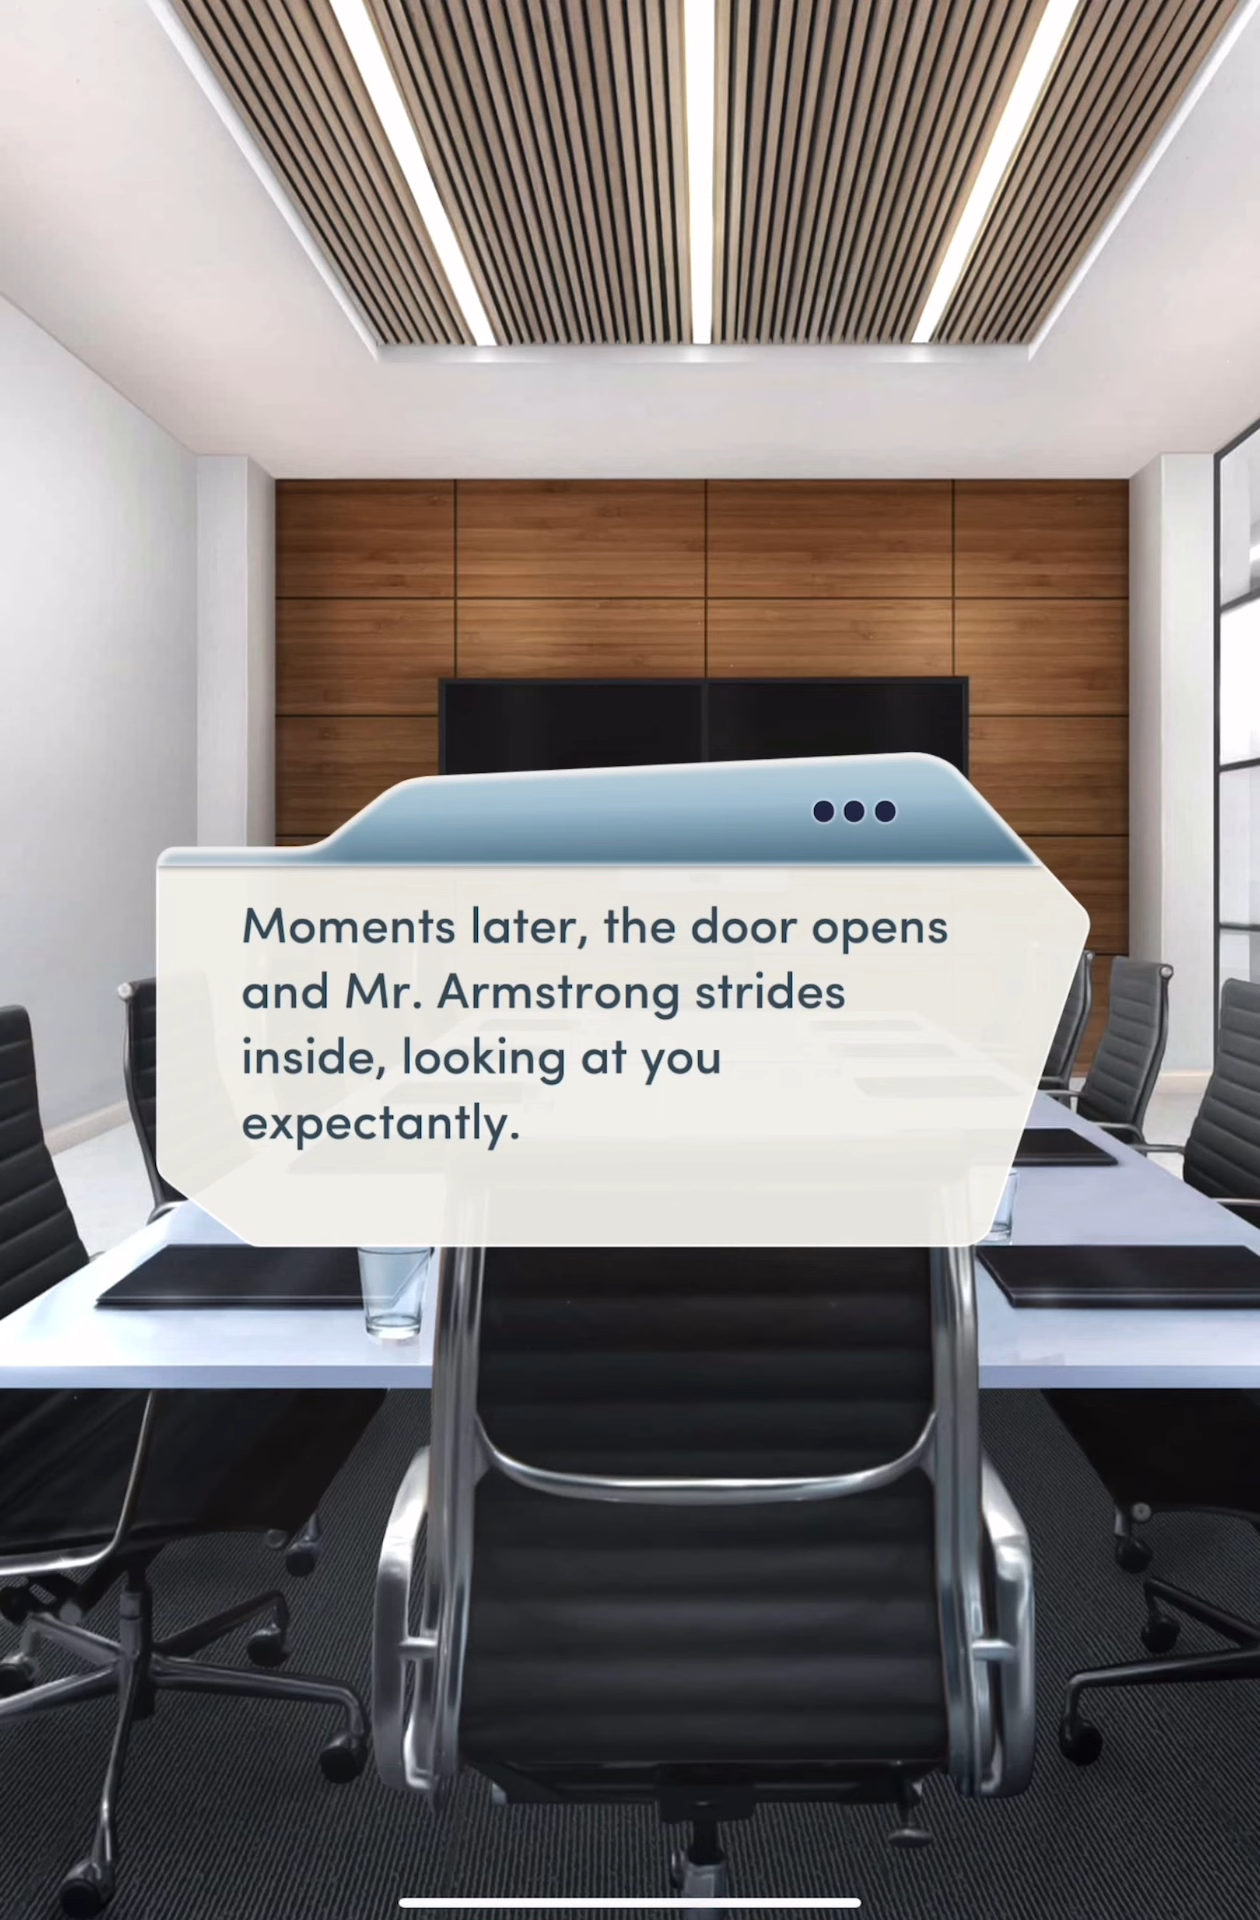 Moments later, the door opens
and Mr. Armstrong strides
inside, looking at you
expectantly.